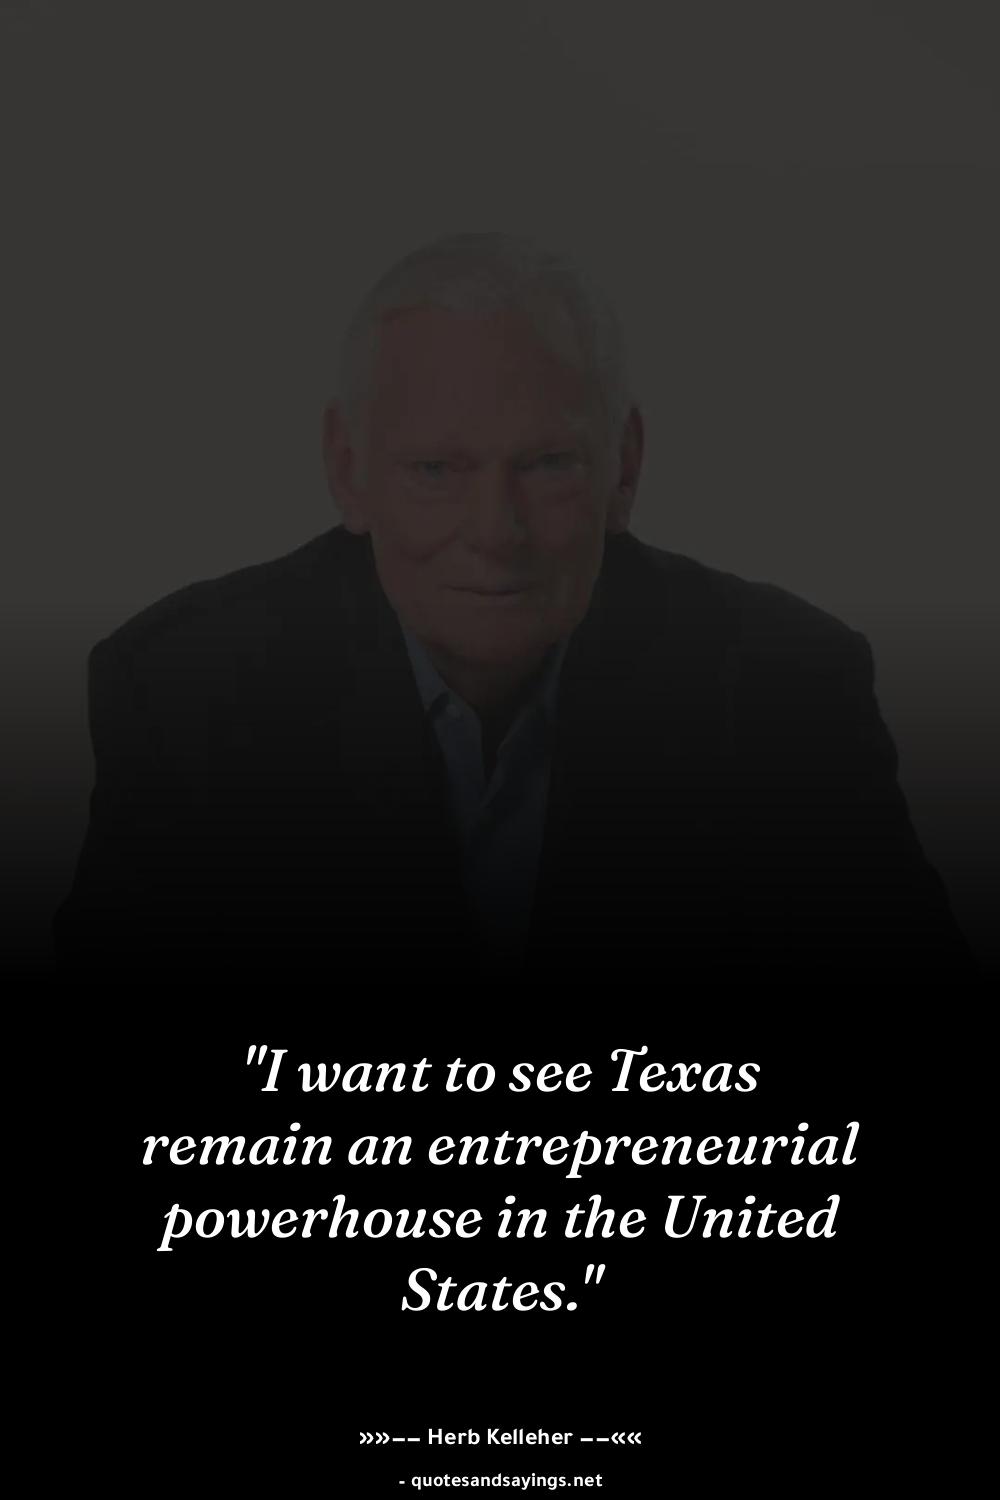 "I want to see Texas
remain an entrepreneurial
powerhouse in the United
States."
»»−− Herb Kelleher −−««
- quotesandsayings.net